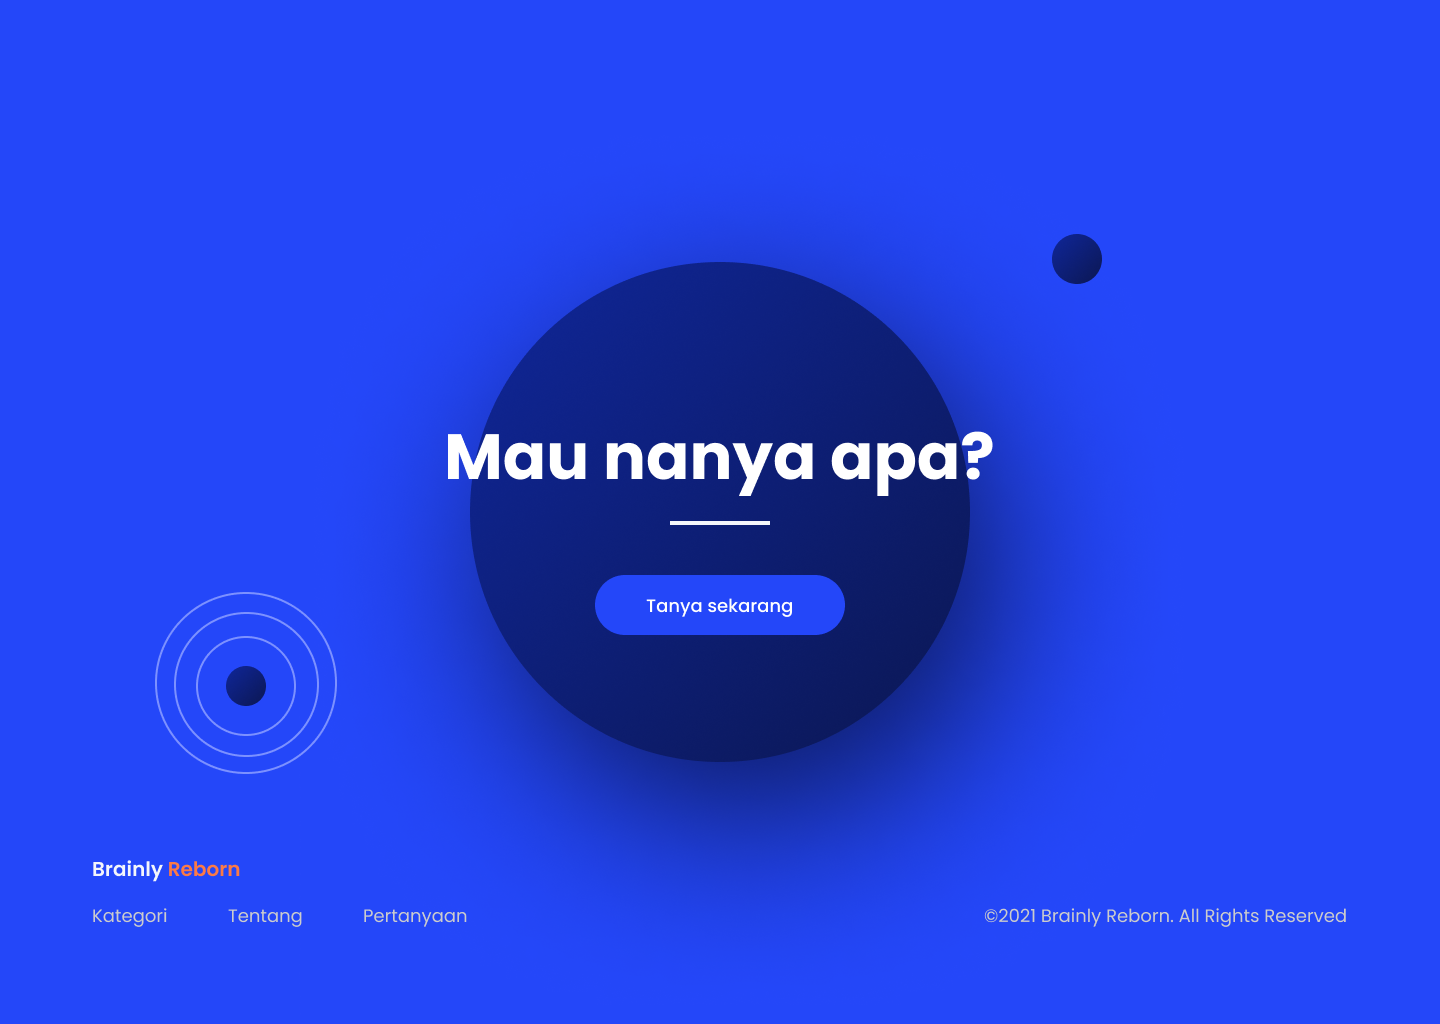 Mau nanya apa?
Tanya sekarang
Brainly Reborn
Kategori Tentang Pertanyaan
©2021 Brainly Reborn. All Rights Reserved